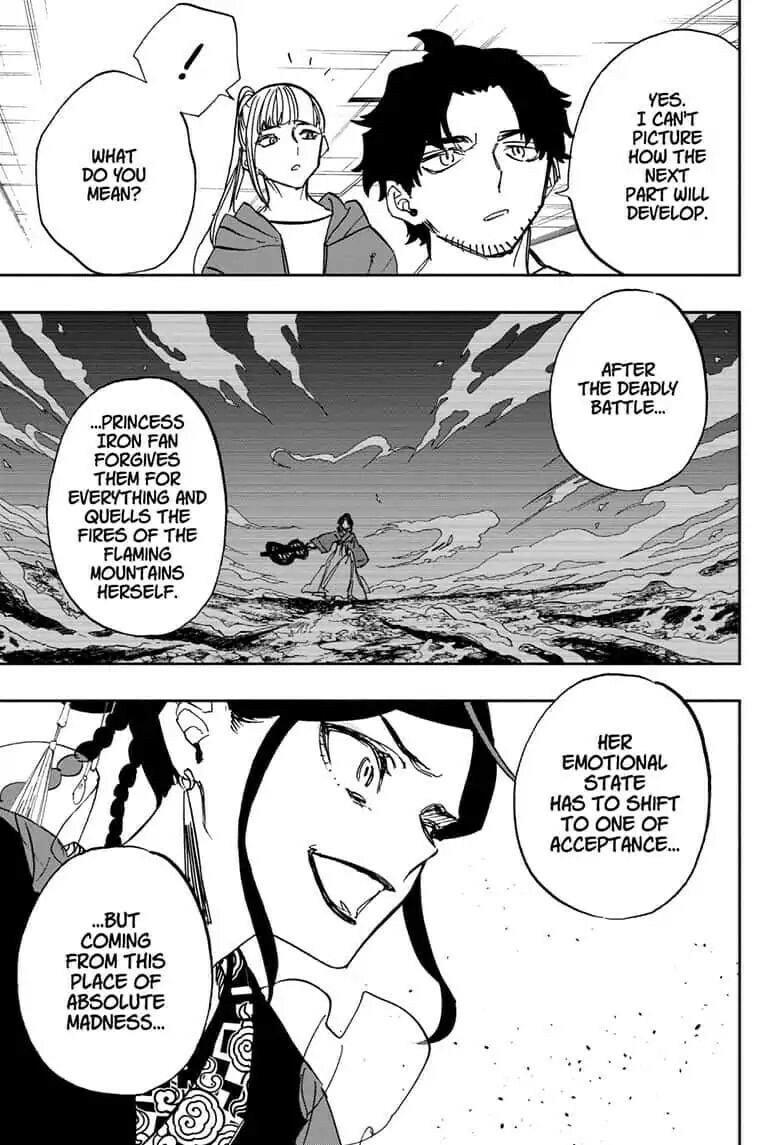 YES.
I CAN'T
PICTURE
HOW THE
NEXT
PART WILL
DEVELOP.
!
WHAT
DO YOU
MEAN?
AFTER
THE DEADLY
BATTLE...
...PRINCESS
IRON FAN
FORGIVES
THEM FOR
EVERYTHING AND
QUELLS THE
FIRES OF THE
FLAMING
MOUNTAINS
HERSELF.
HER
EMOTIONAL
STATE
HAS TO SHIFT
TO ONE OF
ACCEPTANCE...
...BUT
COMING
FROM THIS
PLACE OF
ABSOLUTE
MADNESS...